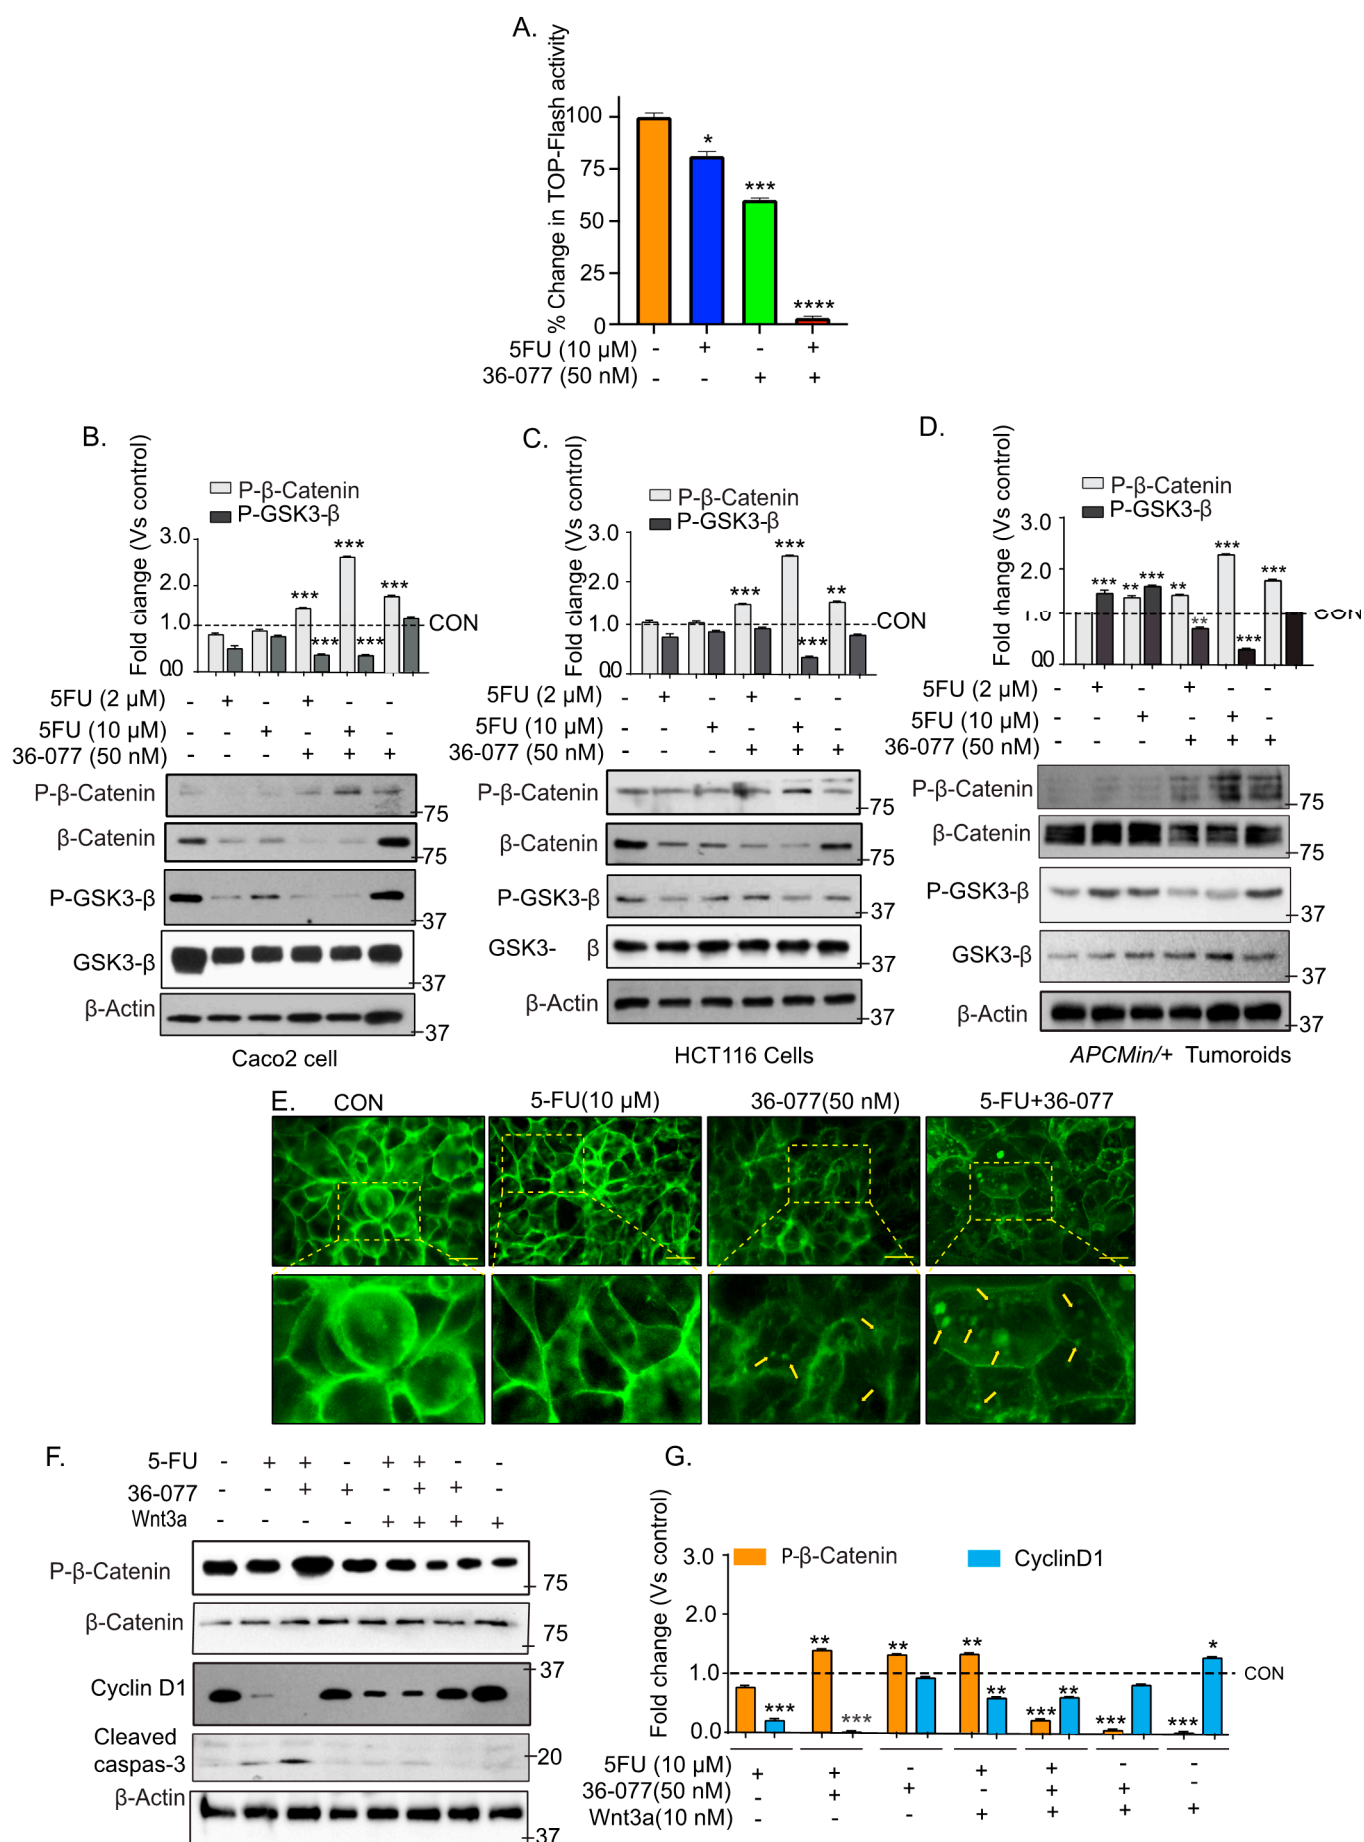 A.
% Change in TOP-Flash activity
100
75
50
25
0
*
***
****
5FU (10 µM) - + - +
36-077 (50 nM) - - + +
B.
Fold clange (Vs control)
P-β-Catenin
P-GSK3-β
3.0
2.0
1.0
0.0
*** *** *** *** ***
CON
5FU (2 µM) - + - + - -
5FU (10 µM) - - + - + -
36-077 (50 nM) - - - + + +
P-β-Catenin
75
β-Catenin
75
P-GSK3-β
37
GSK3-β
37
β-Actin
37
Caco2 cell
C.
Fold clange (Vs control)
P-β-Catenin
P-GSK3-β
3.0
2.0
1.0
0.0
*** *** *** **
CON
5FU (2 µM) - + - + - -
5FU (10 µM) - - + - + -
36-077 (50 nM) - - - + + +
P-β-Catenin
75
β-Catenin
75
P-GSK3-β
37
GSK3- β
37
β-Actin
37
HCT116 Cells
D.
Fold change (Vs control)
P-β-Catenin
P-GSK3-β
3.0
2.0
1.0
0.0
*** ** *** ** ** *** *** ***
CON
5FU (2 µM) - + - + - -
5FU (10 µM) - - + - + -
36-077 (50 nM) - - - + + +
P-β-Catenin
75
β-Catenin
75
P-GSK3-β
37
GSK3-β
37
β-Actin
37
APCMin/+ Tumoroids
E.
CON
5-FU(10 µM)
36-077(50 nM)
5-FU+36-077
F.
5-FU - + + - + + - -
36-077 - - + + - + + -
Wnt3a - - - - + + + +
P-β-Catenin
75
β-Catenin
75
Cyclin D1
37
Cleaved
caspas-3
20
β-Actin
37
G.
Fold change (Vs control)
P-β-Catenin
CyclinD1
3.0
2.0
1.0
0.0
*** ** *** ** ** ** *** ** *** *** *
CON
5FU (10 µM) + + - + + - -
36-077(50 nM) - + + - + + -
Wnt3a(10 nM) - - - + + + +